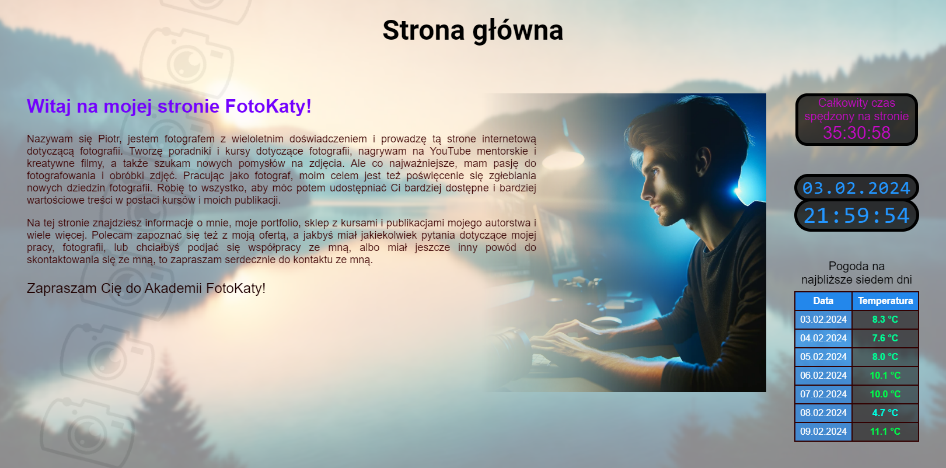 Strona główna
Witaj na mojej stronie FotoKaty!
Nazywam się Piotr, jestem fotografem z wieloletnim doświadczeniem i prowadzę tą strone internetową
dotyczącą fotografii. Tworzę poradniki i kursy dotyczące fotografii, nagrywam na YouTube mentorskie i
kreatywne filmy, a także szukam nowych pomysłów na zdjęcia. Ale co najważniejsze, mam pasję do
fotografowania i obróbki zdjęć. Pracując jako fotograf, moim celem jest też poświęcenie się zgłębiania
nowych dziedzin fotografii. Robię to wszystko, aby móc potem udostępniać Ci bardziej dostępne i bardziej
wartościowe treści w postaci kursów i moich publikacji.
Na tej stronie znajdziesz informacje o mnie, moje portfolio, sklep z kursami i publikacjami mojego autorstwa i
wiele więcej. Polecam zapoznać się też z moją ofertą, a jakbyś miał jakiekolwiek pytania dotyczące mojej
pracy, fotografii, lub chciałbyś podjąć się współpracy ze mną, albo miał jeszcze inny powód do
skontaktowania się ze mną, to zapraszam serdecznie do kontaktu ze mną.
Zapraszam Cię do Akademii FotoKaty!
Całkowity czas
spędzony na stronie
35:30:58
03.02.2024
21:59:54
Pogoda na
najbliższe siedem dni
Data Temperatura
03.02.2024 8.3 °C
04.02.2024 7.6 °C
05.02.2024 8.0 °C
06.02.2024 10.1 °C
07.02.2024 10.0 °C
08.02.2024 4.7 °C
09.02.2024 11.1 °C